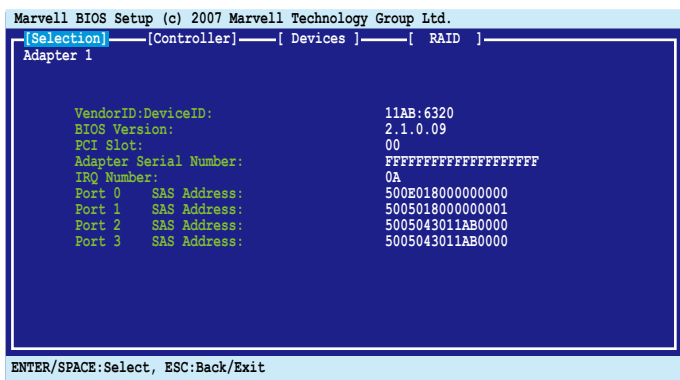 Marvell BIOS Setup (c) 2007 Marvell Technology Group Ltd.
[Selection] [Controller] [ Devices ] [ RAID ]
Adapter 1
VendorID:DeviceID: 11AB:6320
BIOS Version: 2.1.0.09
PCI Slot: 00
Adapter Serial Number: FFFFFFFFFFFFFFFFFFFF
IRQ Number: 0A
Port 0 SAS Address: 500E018000000000
Port 1 SAS Address: 5005018000000001
Port 2 SAS Address: 5005043011AB0000
Port 3 SAS Address: 5005043011AB0000
ENTER/SPACE:Select, ESC:Back/Exit